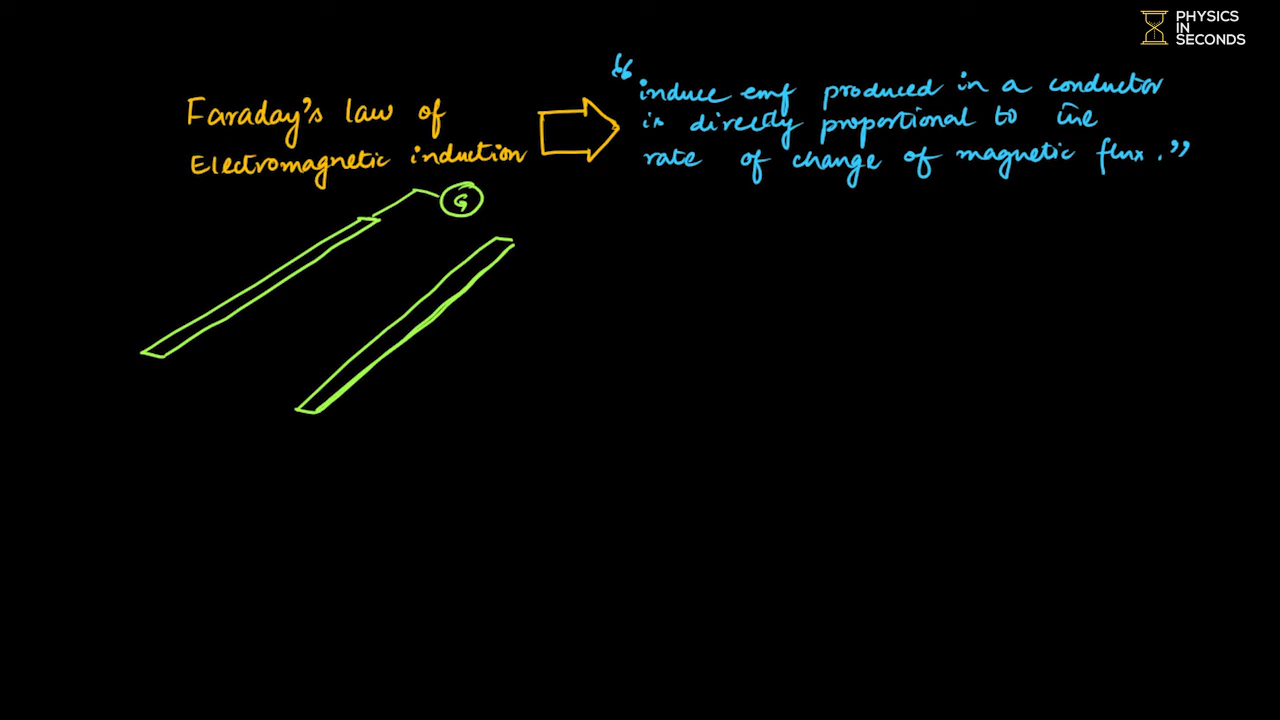 PHYSICS
IN
SECONDS
Faraday's law of
Electromagnetic induction
“induce emf produced in a conductor
is directly proportional to the
rate of change of magnetic flux.”
G